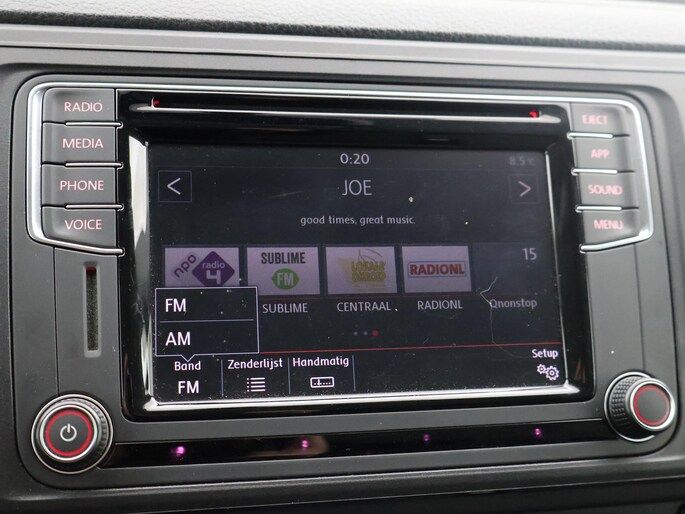 RADIO
MEDIA
PHONE
VOICE
EJECT
APP
SOUND
MENU
0:20
8.5°C
<
JOE
>
good times, great music.
npo radio 4
SUBLIME FM
RADIONL
15
SUBLIME
CENTRAAL
RADIONL
Qnonstop
FM
AM
Band
FM
Zenderlijst
Handmatig
Setup